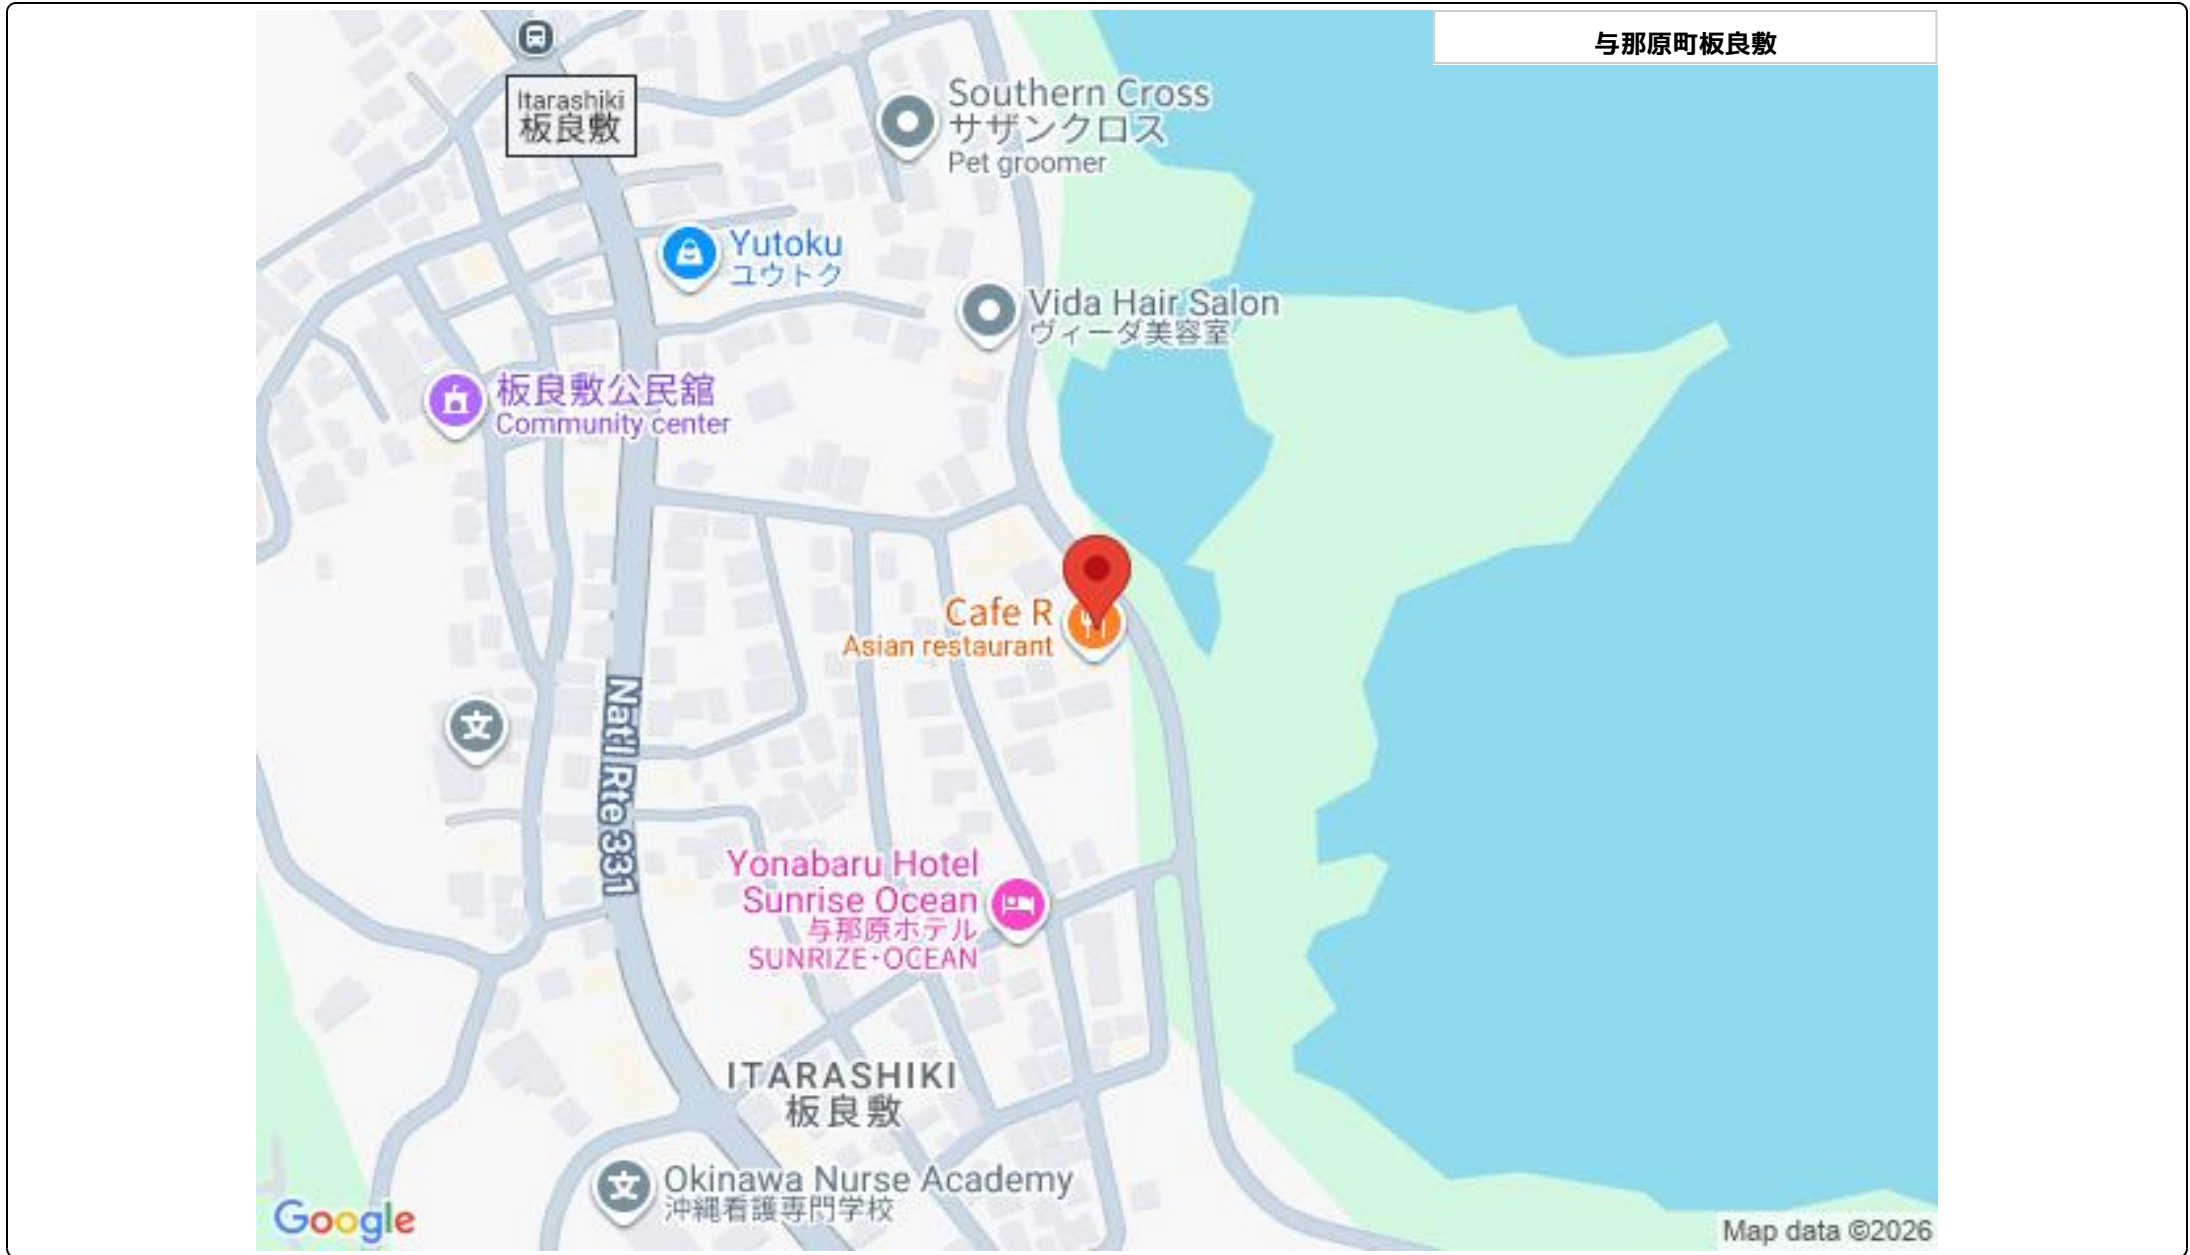 与那原町板良敷
Itarashiki
板良敷
Southern Cross
サザンクロス
Pet groomer
Yutoku
ユウトク
Vida Hair Salon
ヴィーダ美容室
板良敷公民舘
Community center
Cafe R
Asian restaurant
Nat'l Rte 331
Yonabaru Hotel
Sunrise Ocean
与那原ホテル
SUNRIZE・OCEAN
ITARASHIKI
板良敷
Okinawa Nurse Academy
沖縄看護専門学校
文
文
Google
Map data ©2026